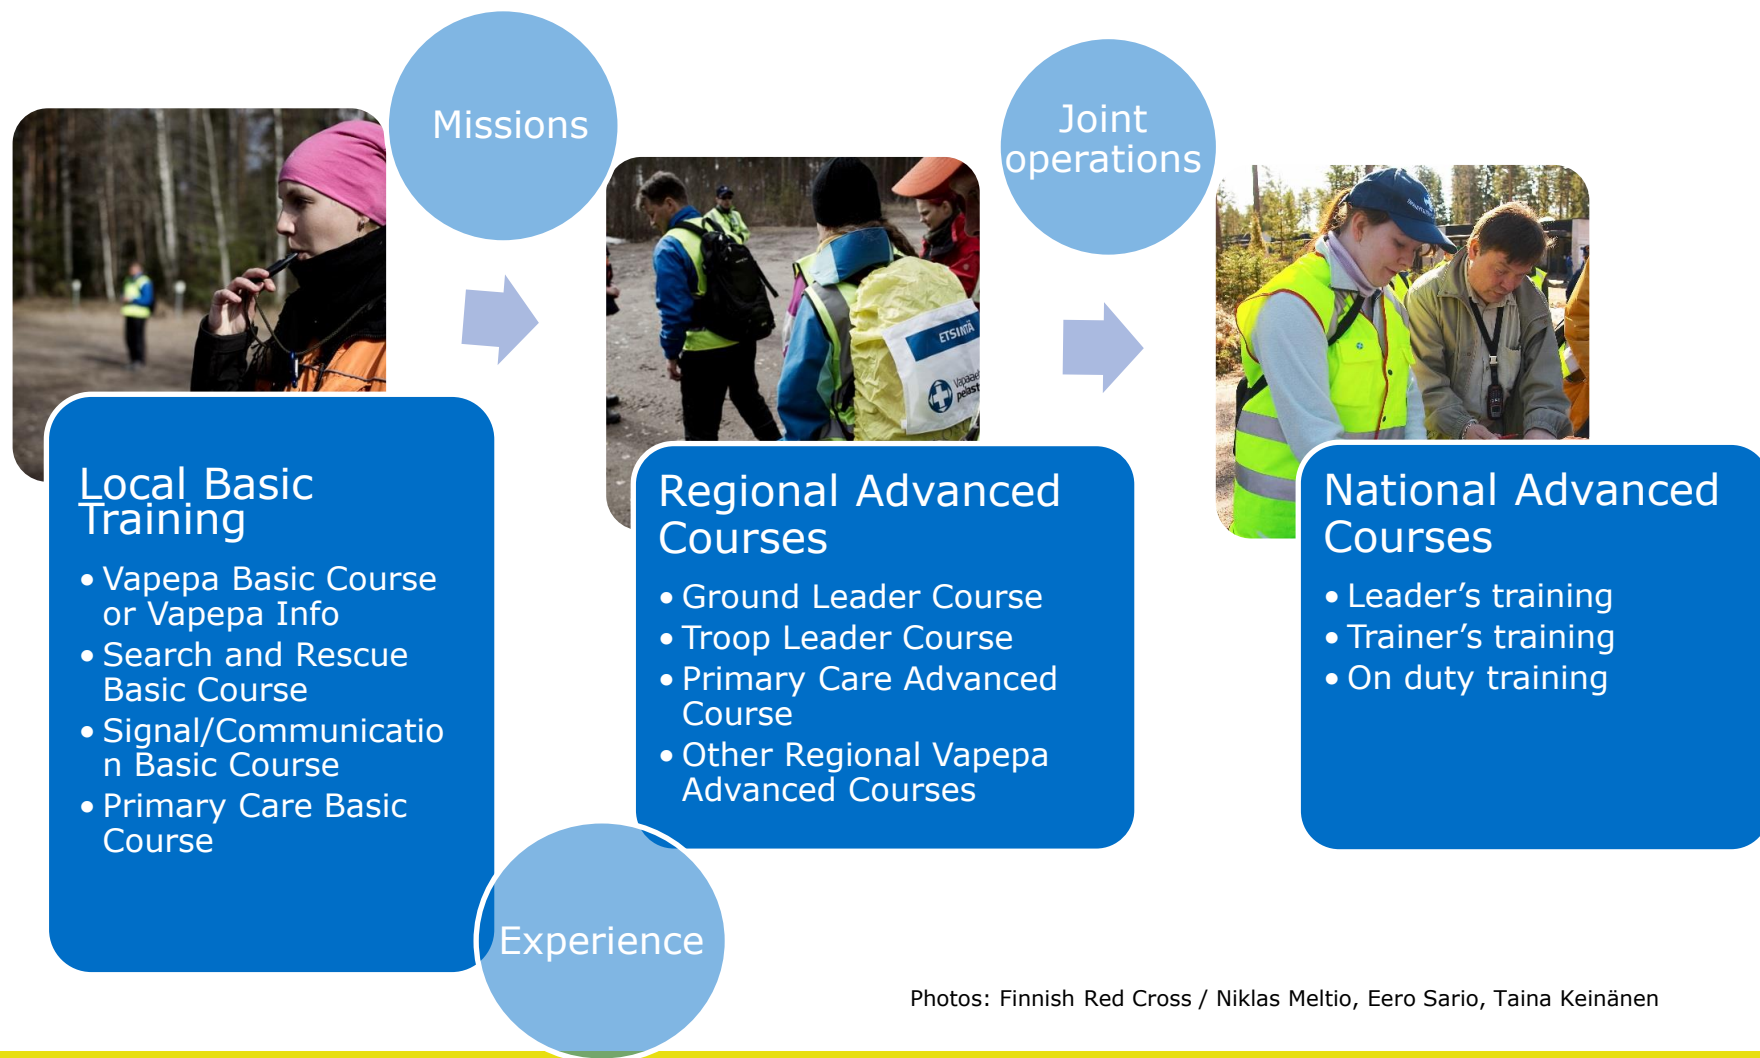 Missions
Joint
operations
ETSINTÄ
Local Basic
Training
• Vapepa Basic Course
or Vapepa Info
• Search and Rescue
Basic Course
• Signal/Communicatio
n Basic Course
• Primary Care Basic
Course
Regional Advanced
Courses
• Ground Leader Course
• Troop Leader Course
• Primary Care Advanced
Course
• Other Regional Vapepa
Advanced Courses
National Advanced
Courses
• Leader’s training
• Trainer’s training
• On duty training
Experience
Photos: Finnish Red Cross / Niklas Meltio, Eero Sario, Taina Keinänen